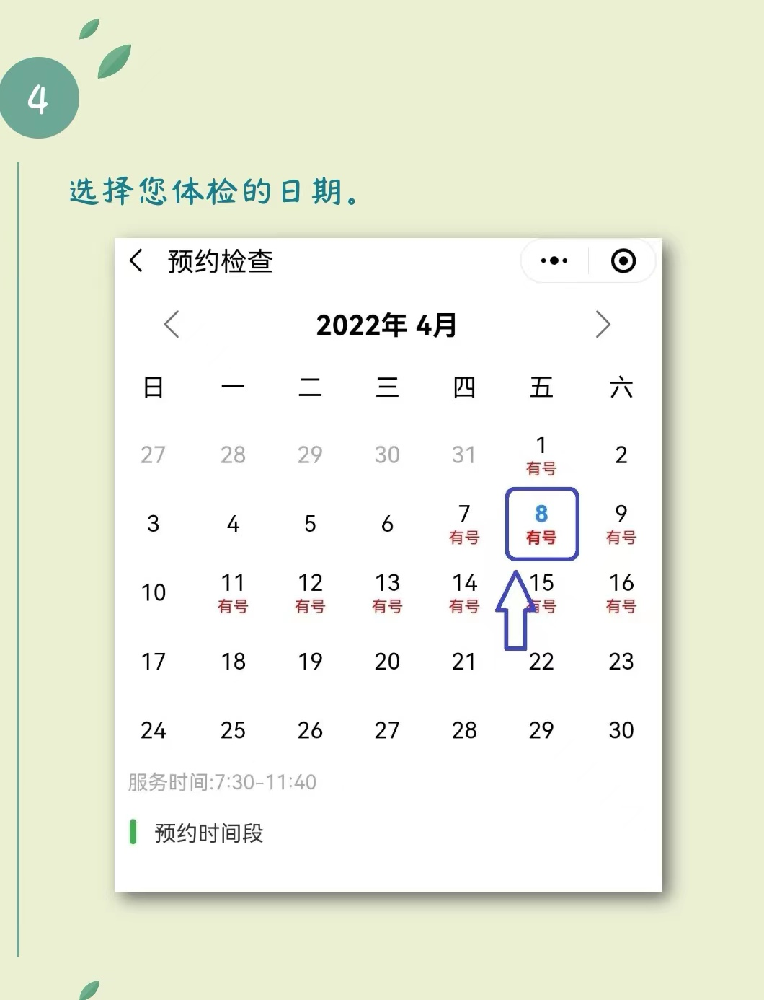 4
选择您体检的日期。
预约检查
2022年 4月
日 一 二 三 四 五 六
27 28 29 30 31 1 2
有号
3 4 5 6 7 8 9
有号 有号 有号
10 11 12 13 14 15 16
有号 有号 有号 有号 有号 有号
17 18 19 20 21 22 23
24 25 26 27 28 29 30
服务时间:7:30-11:40
预约时间段